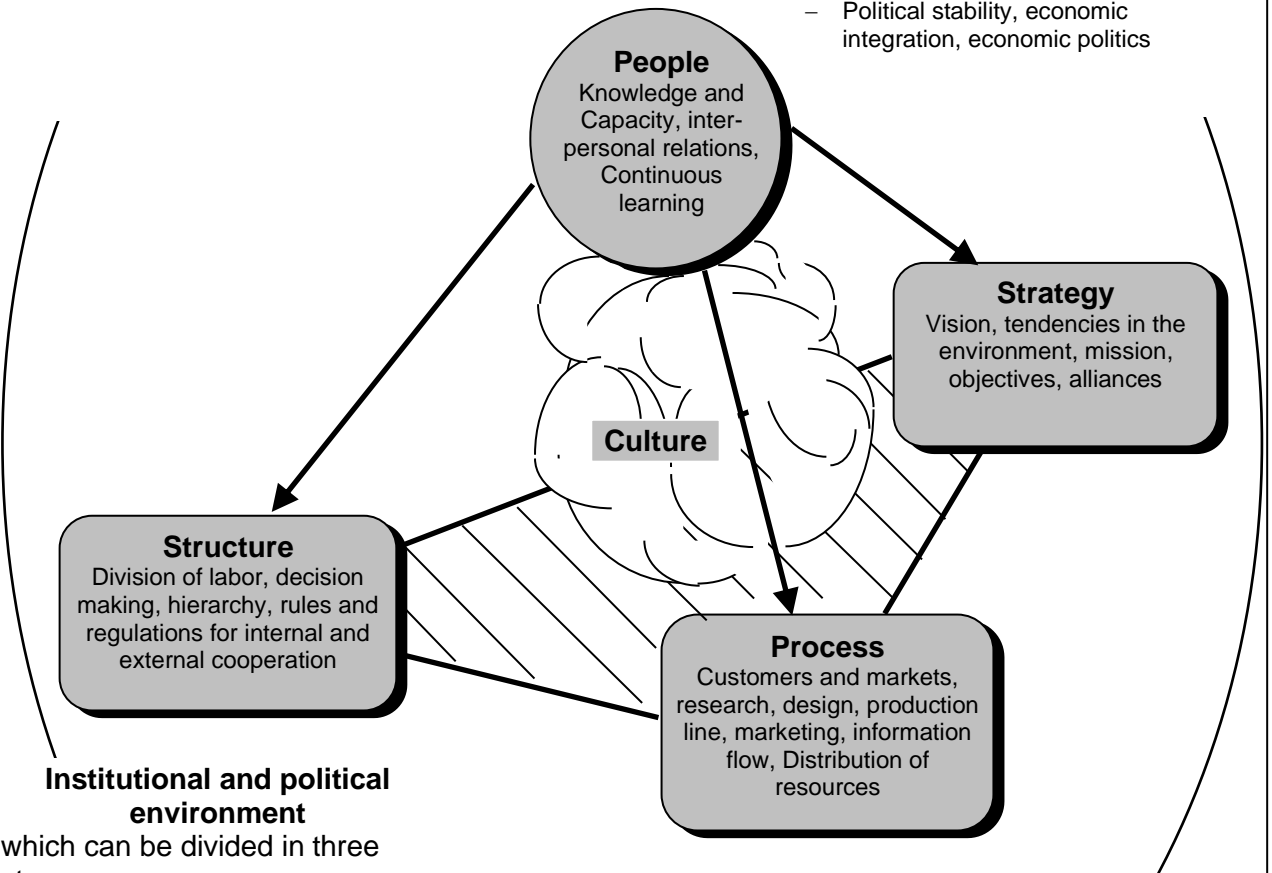 – Political stability, economic
integration, economic politics
People
Knowledge and
Capacity, inter-
personal relations,
Continuous
learning
Strategy
Vision, tendencies in the
environment, mission,
objectives, alliances
Culture
Structure
Division of labor, decision
making, hierarchy, rules and
regulations for internal and
external cooperation
Process
Customers and markets,
research, design, production
line, marketing, information
flow, Distribution of
resources
Institutional and political
environment
which can be divided in three